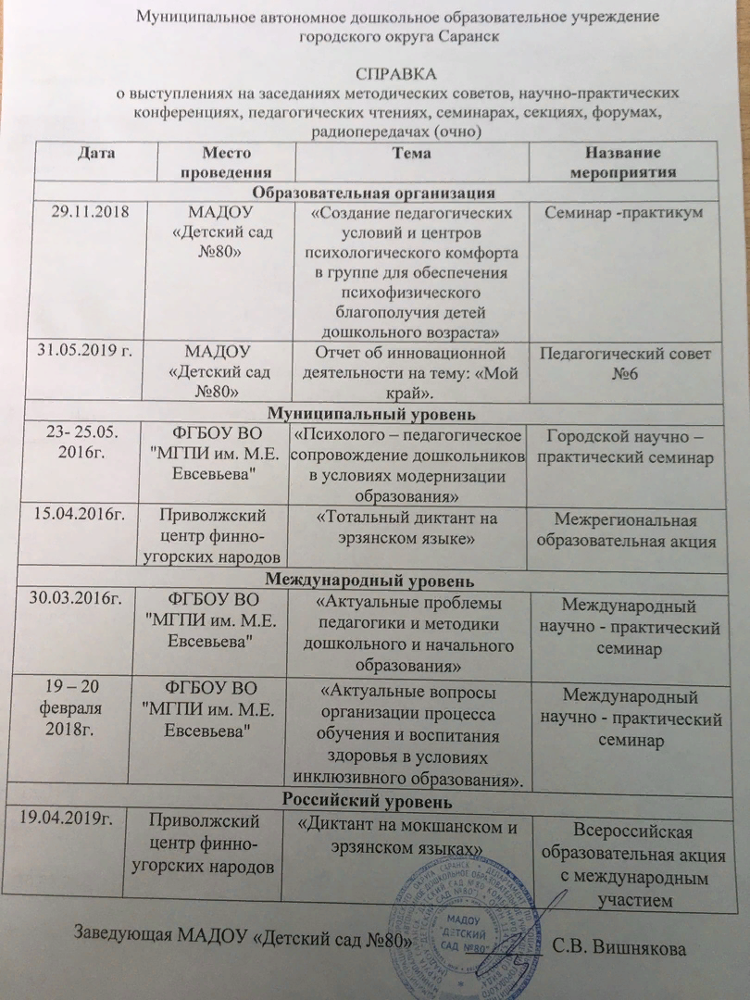 Муниципальное автономное дошкольное образовательное учреждение
городского округа Саранск
СПРАВКА
о выступлениях на заседаниях методических советов, научно-практических
конференциях, педагогических чтениях, семинарах, секциях, форумах,
радиопередачах (очно)
Дата
Место
проведения
Тема
Название
мероприятия
Образовательная организация
29.11.2018
МАДОУ
«Детский сад
№80»
«Создание педагогических
условий и центров
психологического комфорта
в группе для обеспечения
психофизического
благополучия детей
дошкольного возраста»
Семинар -практикум
31.05.2019 г.
МАДОУ
«Детский сад
№80»
Отчет об инновационной
деятельности на тему: «Мой
край».
Педагогический совет
№6
Муниципальный уровень
23- 25.05.
2016г.
ФГБОУ ВО
"МГПИ им. М.Е.
Евсевьева"
«Психолого – педагогическое
сопровождение дошкольников
в условиях модернизации
образования»
Городской научно –
практический семинар
15.04.2016г.
Приволжский
центр финно-
угорских народов
«Тотальный диктант на
эрзянском языке»
Межрегиональная
образовательная акция
Международный уровень
30.03.2016г.
ФГБОУ ВО
"МГПИ им. М.Е.
Евсевьева"
«Актуальные проблемы
педагогики и методики
дошкольного и начального
образования»
Международный
научно - практический
семинар
19 – 20
февраля
2018г.
ФГБОУ ВО
"МГПИ им. М.Е.
Евсевьева"
«Актуальные вопросы
организации процесса
обучения и воспитания
здоровья в условиях
инклюзивного образования».
Международный
научно - практический
семинар
Российский уровень
19.04.2019г.
Приволжский
центр финно-
угорских народов
«Диктант на мокшанском и
эрзянском языках»
Всероссийская
образовательная акция
с международным
участием
Заведующая МАДОУ «Детский сад №80»
С.В. Вишнякова
МАДОУ
"ДЕТСКИЙ
САД №80"